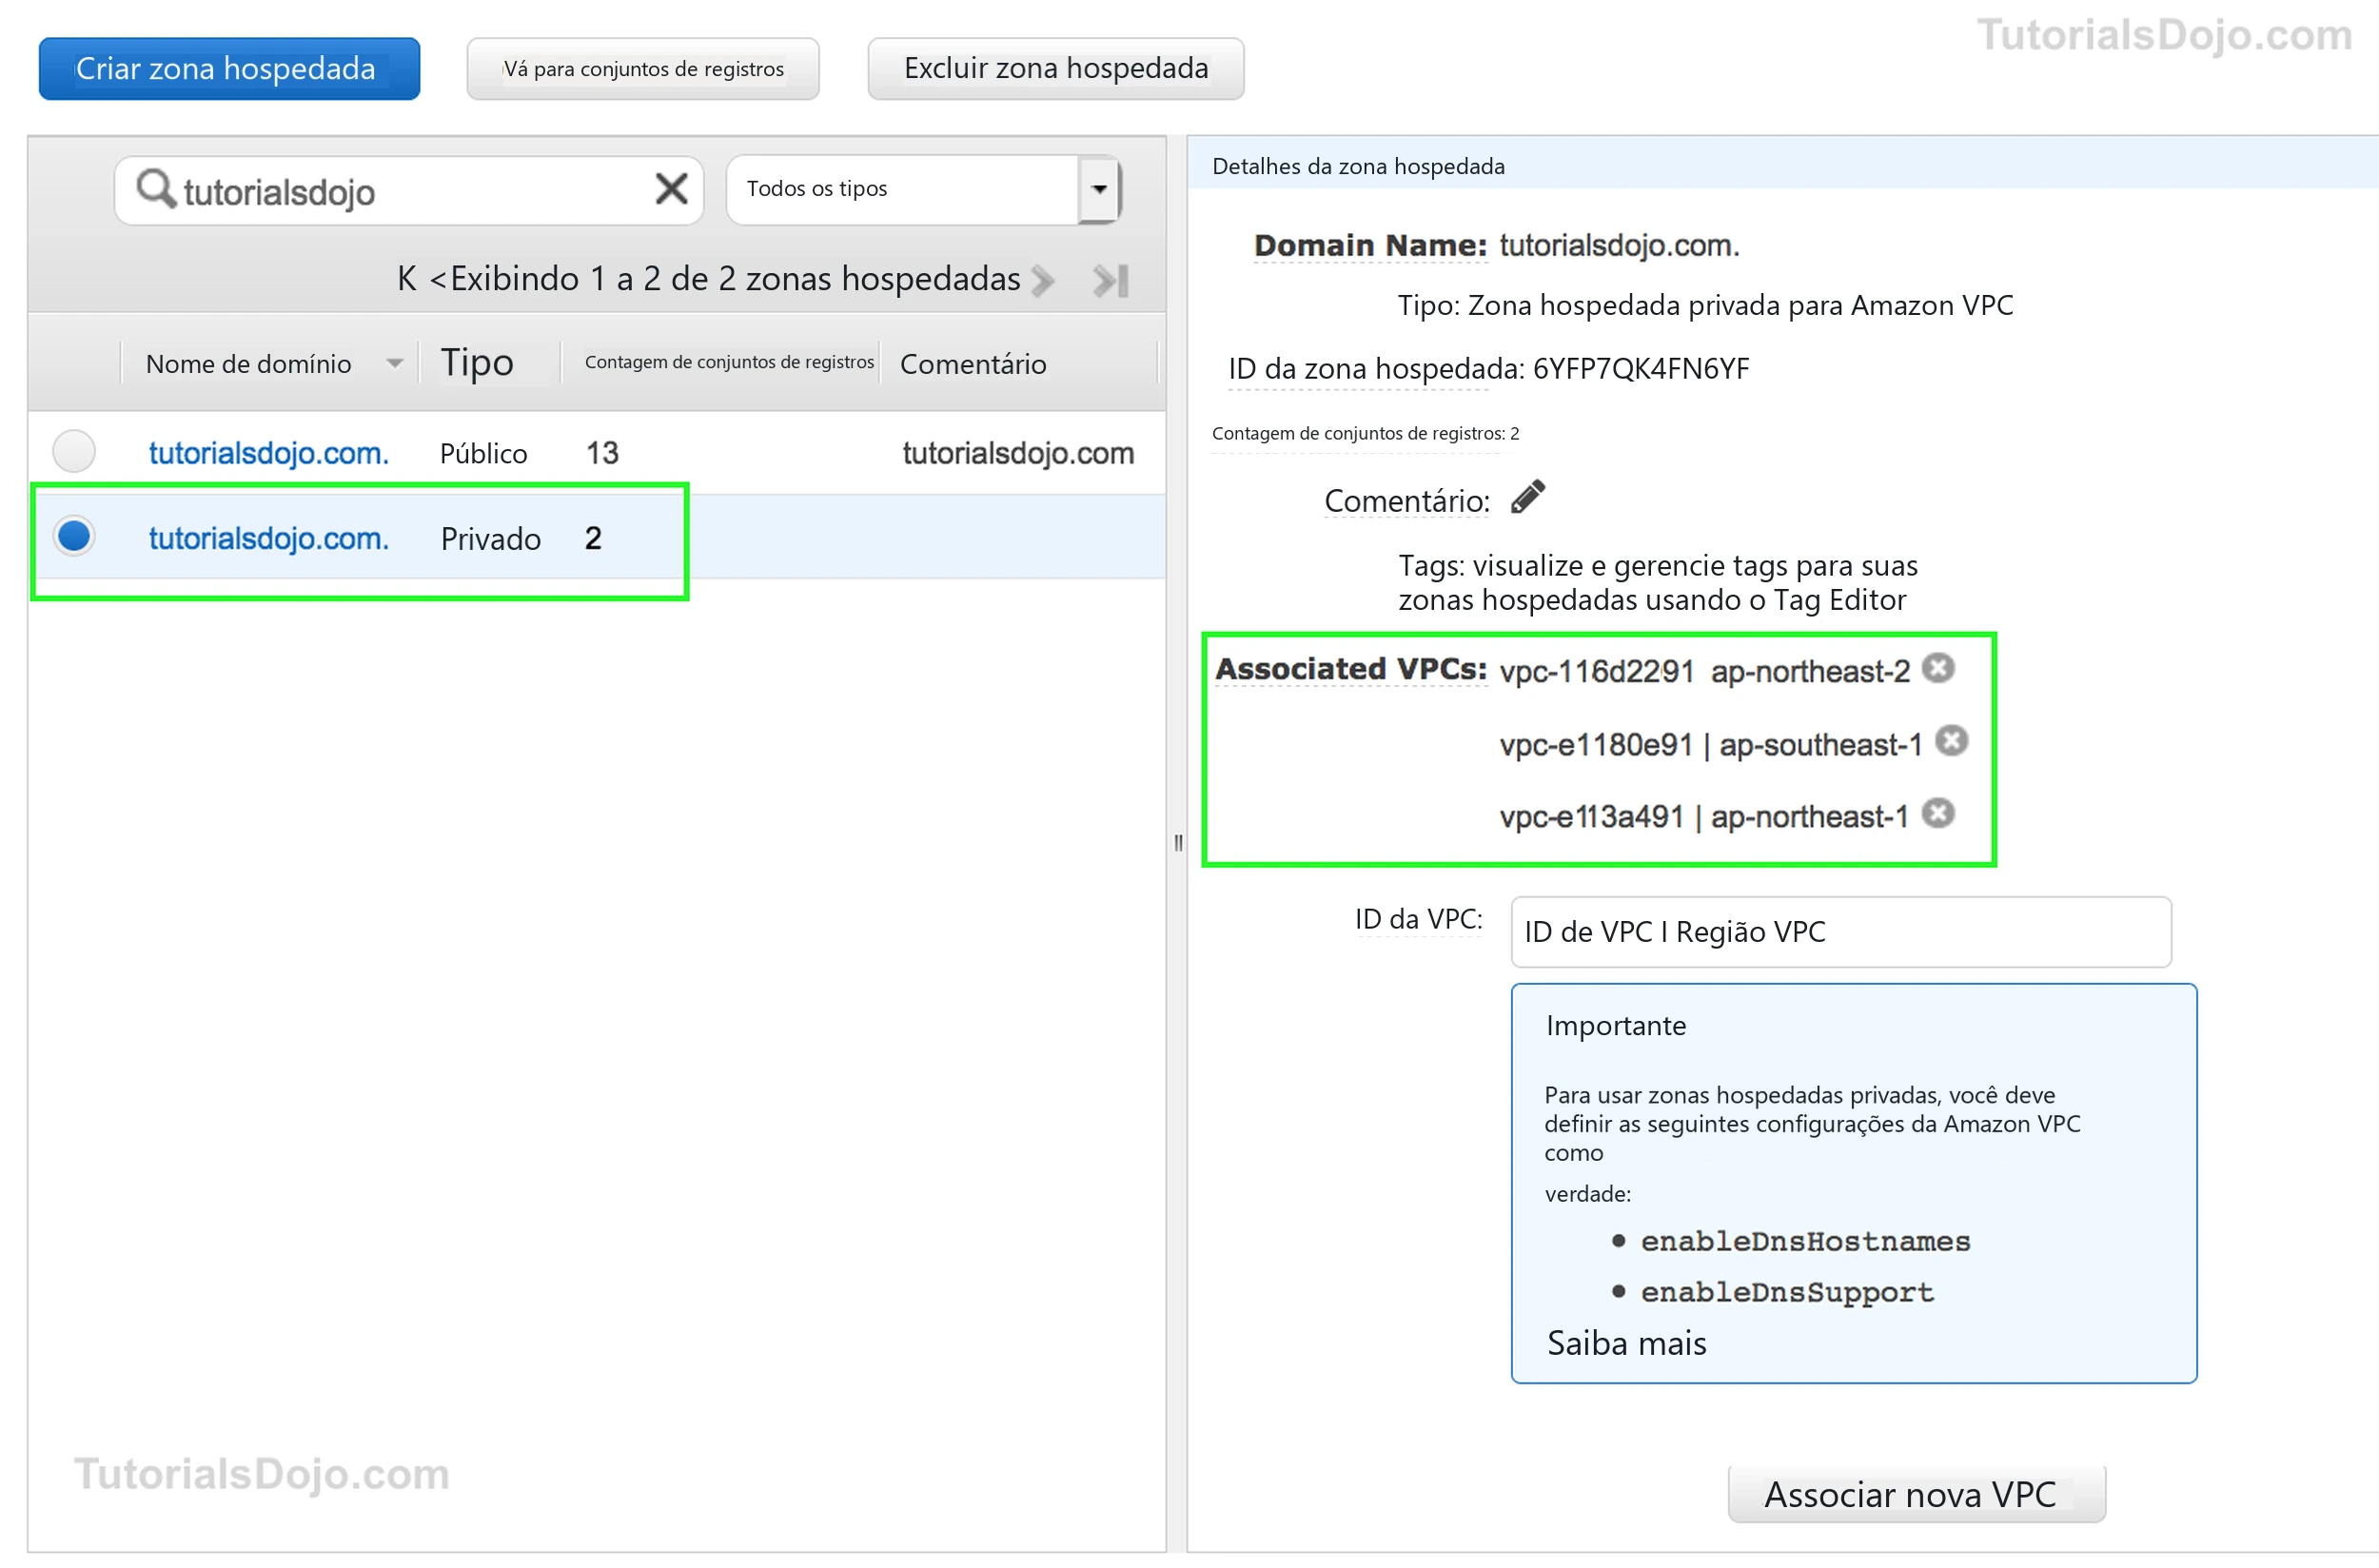 TutorialsDojo.com
Criar zona hospedada
Vá para conjuntos de registros
Excluir zona hospedada
tutorialsdojo
Todos os tipos
K <Exibindo 1 a 2 de 2 zonas hospedadas
Nome de domínio Tipo Contagem de conjuntos de registros Comentário
tutorialsdojo.com. Público 13 tutorialsdojo.com
tutorialsdojo.com. Privado 2
TutorialsDojo.com
Detalhes da zona hospedada
Domain Name: tutorialsdojo.com.
Tipo: Zona hospedada privada para Amazon VPC
ID da zona hospedada: 6YFP7QK4FN6YF
Contagem de conjuntos de registros: 2
Comentário:
Tags: visualize e gerencie tags para suas
zonas hospedadas usando o Tag Editor
Associated VPCs: vpc-116d2291 ap-northeast-2
vpc-e1180e91 | ap-southeast-1
vpc-e113a491 | ap-northeast-1
ID da VPC: ID de VPC I Região VPC
Importante
Para usar zonas hospedadas privadas, você deve
definir as seguintes configurações da Amazon VPC
como
verdade:
• enableDnsHostnames
• enableDnsSupport
Saiba mais
Associar nova VPC